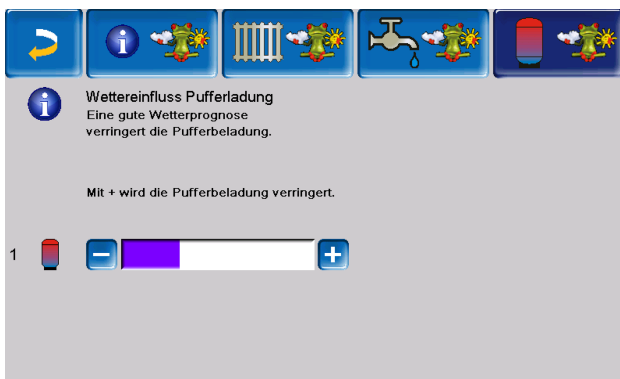 Wettereinfluss Pufferladung
Eine gute Wetterprognose
verringert die Pufferbeladung.
Mit + wird die Pufferbeladung verringert.
1